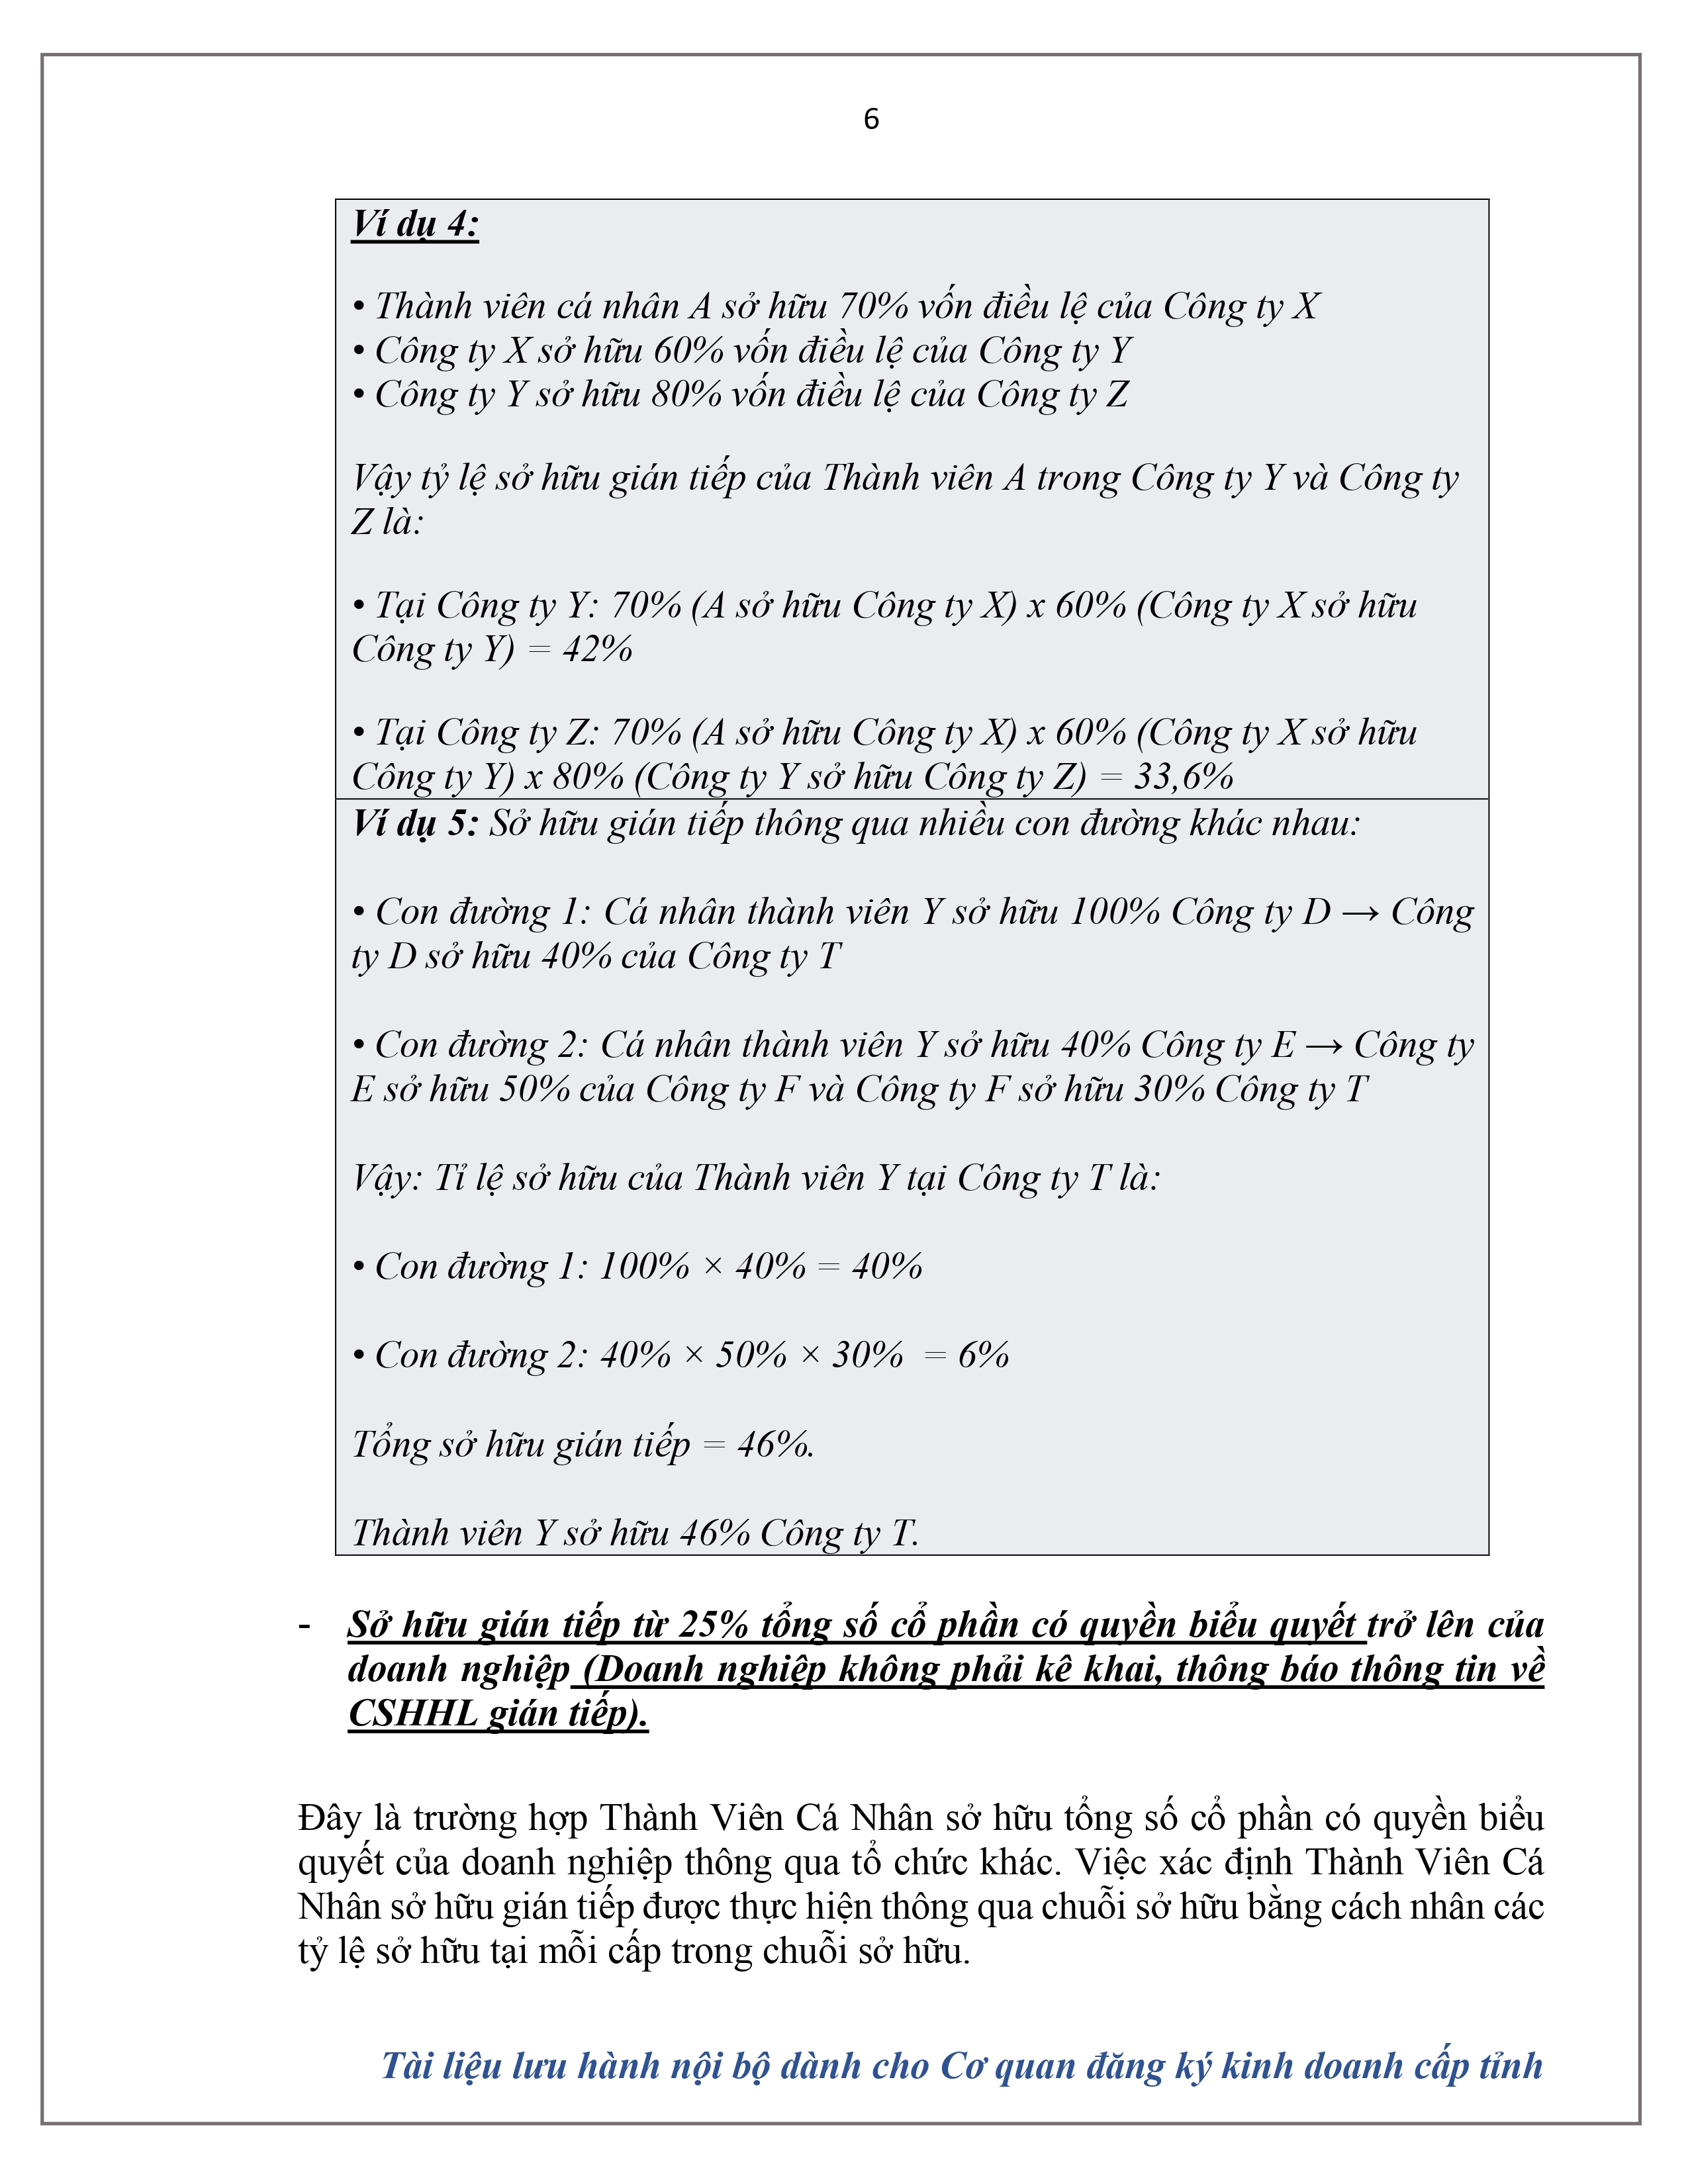 6
Ví dụ 4:
• Thành viên cá nhân A sở hữu 70% vốn điều lệ của Công ty X
• Công ty X sở hữu 60% vốn điều lệ của Công ty Y
• Công ty Y sở hữu 80% vốn điều lệ của Công ty Z
Vậy tỷ lệ sở hữu gián tiếp của Thành viên A trong Công ty Y và Công ty
Z là:
• Tại Công ty Y: 70% (A sở hữu Công ty X) x 60% (Công ty X sở hữu
Công ty Y) = 42%
• Tại Công ty Z: 70% (A sở hữu Công ty X) x 60% (Công ty X sở hữu
Công ty Y) x 80% (Công ty Y sở hữu Công ty Z) = 33,6%
Ví dụ 5: Sở hữu gián tiếp thông qua nhiều con đường khác nhau:
• Con đường 1: Cá nhân thành viên Y sở hữu 100% Công ty D → Công
ty D sở hữu 40% của Công ty T
• Con đường 2: Cá nhân thành viên Y sở hữu 40% Công ty E → Công ty
E sở hữu 50% của Công ty F và Công ty F sở hữu 30% Công ty T
Vậy: Tỉ lệ sở hữu của Thành viên Y tại Công ty T là:
• Con đường 1: 100% × 40% = 40%
• Con đường 2: 40% × 50% × 30% = 6%
Tổng sở hữu gián tiếp = 46%.
Thành viên Y sở hữu 46% Công ty T.
- Sở hữu gián tiếp từ 25% tổng số cổ phần có quyền biểu quyết trở lên của
doanh nghiệp (Doanh nghiệp không phải kê khai, thông báo thông tin về
CSHHL gián tiếp).
Đây là trường hợp Thành Viên Cá Nhân sở hữu tổng số cổ phần có quyền biểu
quyết của doanh nghiệp thông qua tổ chức khác. Việc xác định Thành Viên Cá
Nhân sở hữu gián tiếp được thực hiện thông qua chuỗi sở hữu bằng cách nhân các
tỷ lệ sở hữu tại mỗi cấp trong chuỗi sở hữu.
Tài liệu lưu hành nội bộ dành cho Cơ quan đăng ký kinh doanh cấp tỉnh